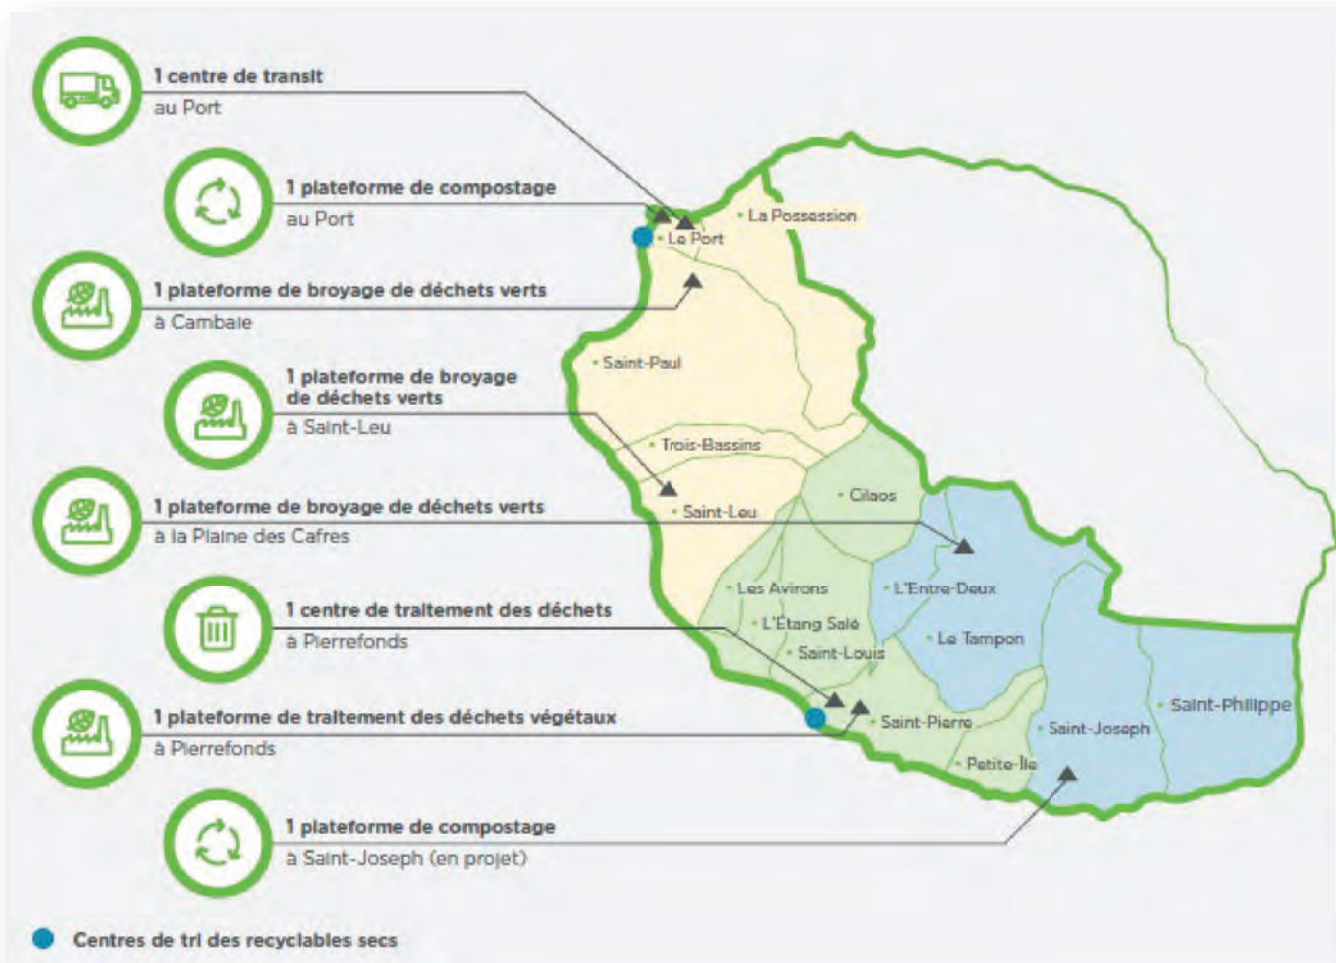 1 centre de transit
au Port
1 plateforme de compostage
au Port
1 plateforme de broyage de déchets verts
à Cambaie
1 plateforme de broyage
de déchets verts
à Saint-Leu
1 plateforme de broyage de déchets verts
à la Plaine des Cafres
1 centre de traitement des déchets
à Pierrefonds
1 plateforme de traitement des déchets végétaux
à Pierrefonds
1 plateforme de compostage
à Saint-Joseph (en projet)
Centres de tri des recyclables secs
La Possession
Le Port
Saint-Paul
Trois-Bassins
Saint-Leu
Cilaos
Les Avirons
L'Étang Salé
Saint-Louis
L'Entre-Deux
Le Tampon
Saint-Pierre
Petite-Île
Saint-Joseph
Saint-Philippe